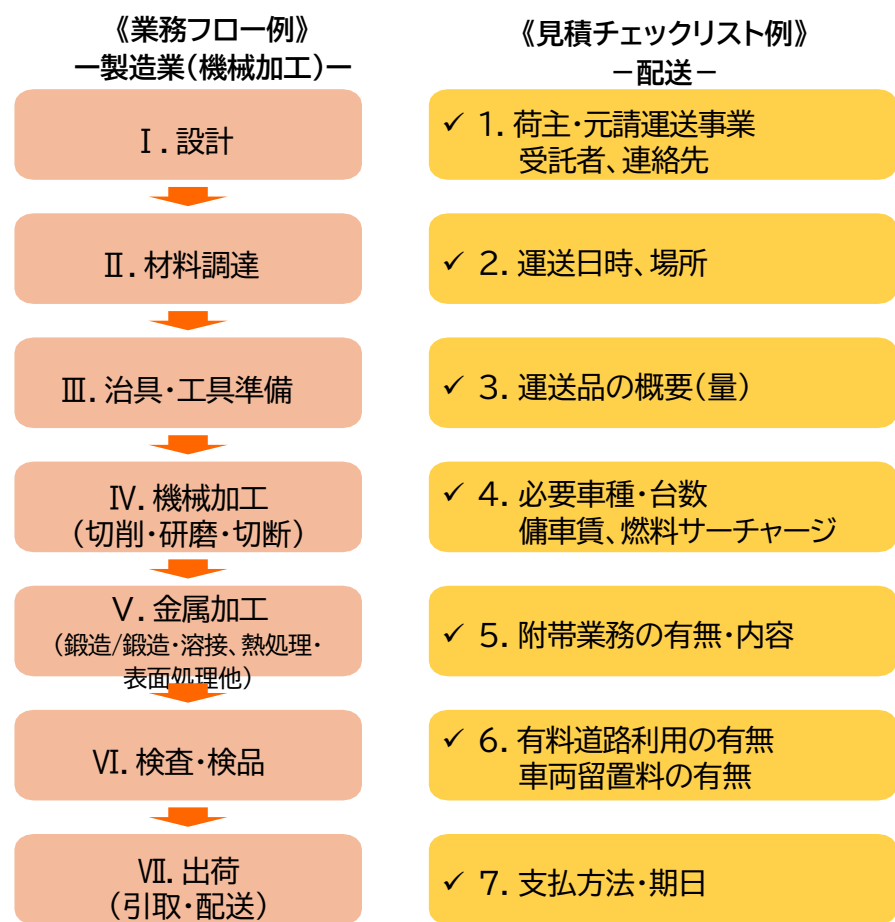 《業務フロー例》
ー製造業(機械加工)ー
Ⅰ.設計
Ⅱ.材料調達
Ⅲ.治具・工具準備
Ⅳ.機械加工
(切削・研磨・切断)
Ⅴ.金属加工
(鍛造/鍛造・溶接、熱処理・
表面処理他)
Ⅵ.検査・検品
Ⅶ.出荷
(引取・配送)
《見積チェックリスト例》
－配送－
✓ 1.荷主・元請運送事業
受託者、連絡先
✓ 2.運送日時、場所
✓ 3.運送品の概要(量)
✓ 4.必要車種・台数
傭車賃、燃料サーチャージ
✓ 5.附帯業務の有無・内容
✓ 6.有料道路利用の有無
車両留置料の有無
✓ 7.支払方法・期日